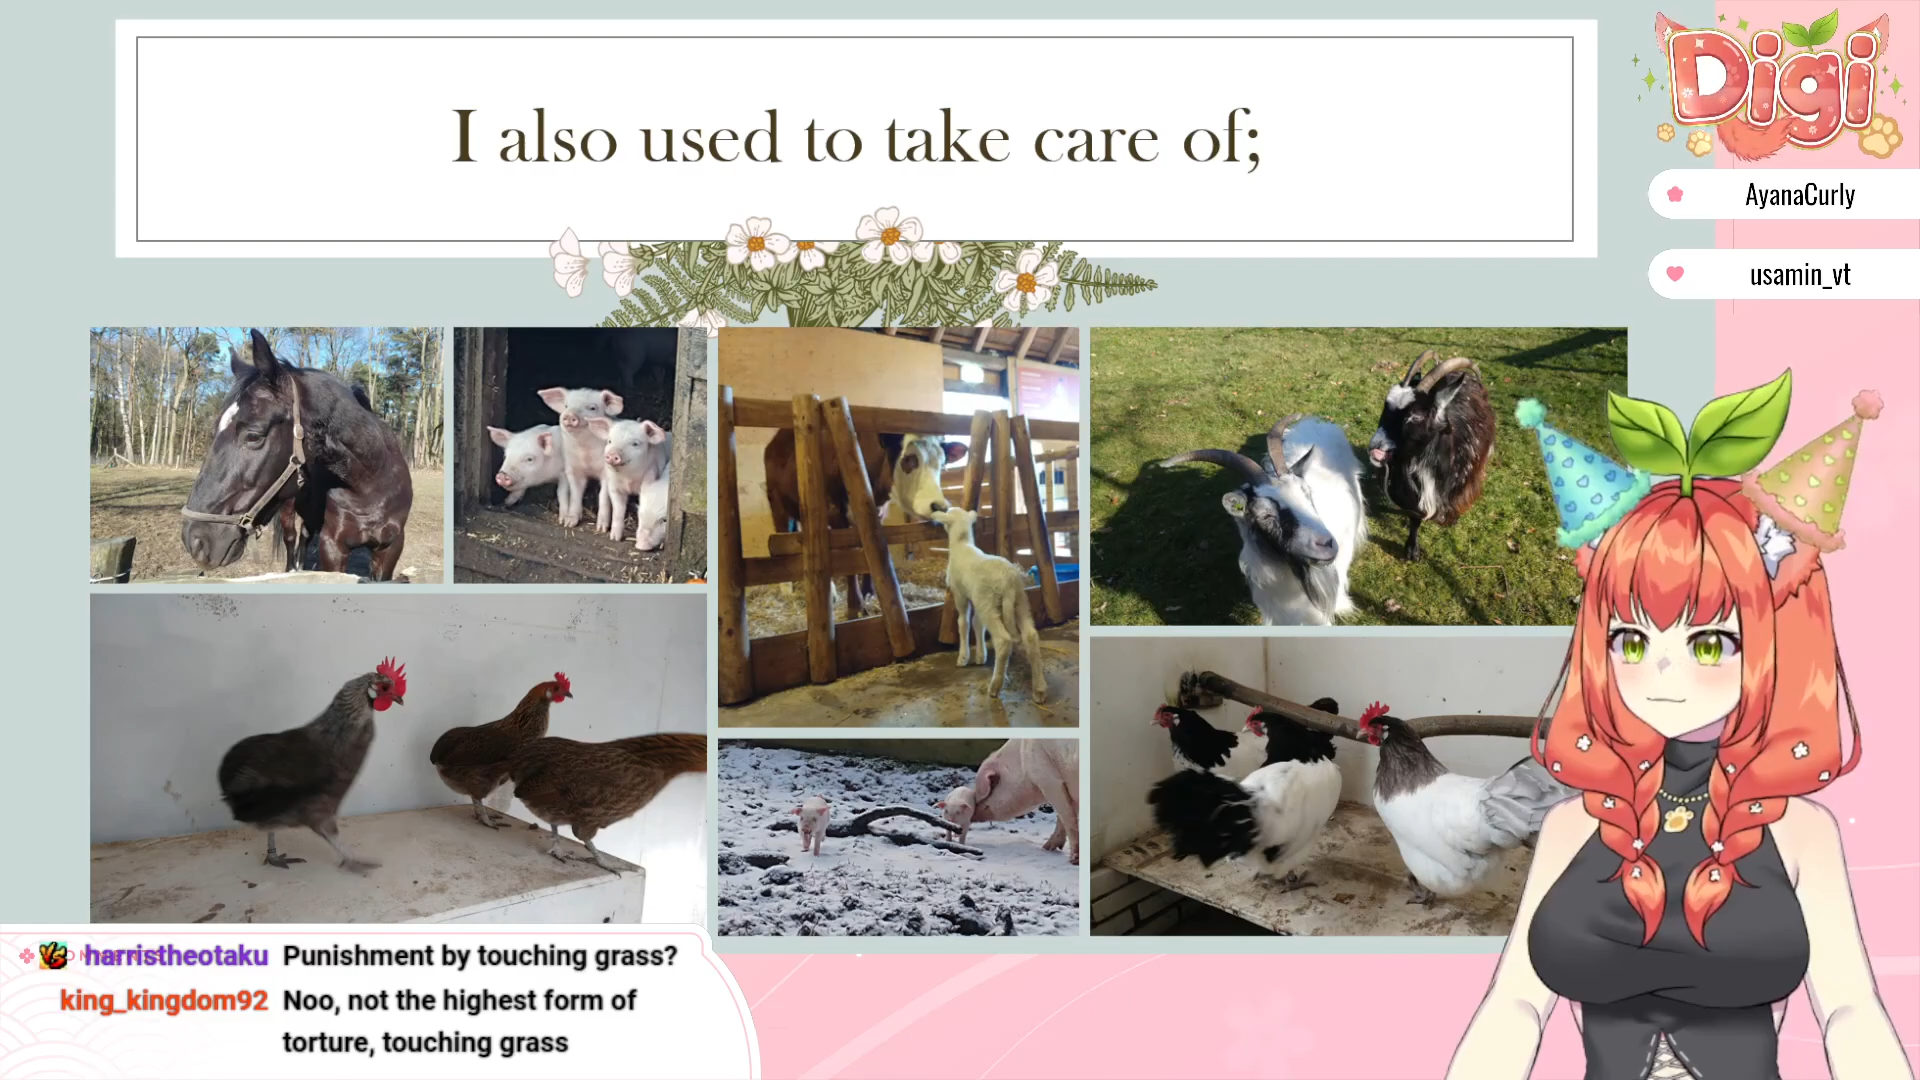 I also used to take care of;
Digi
AyanaCurly
usamin_vt
harristheotaku Punishment by touching grass?
king_kingdom92 Noo, not the highest form of
torture, touching grass